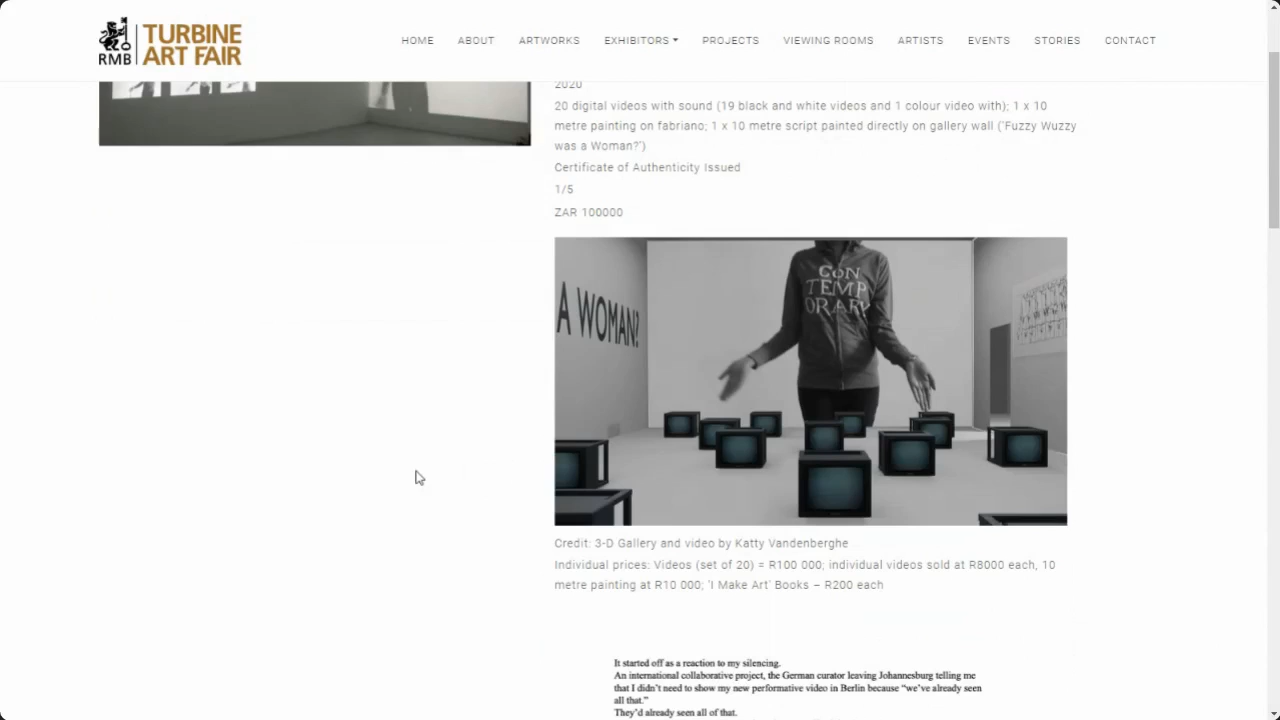 RMB
TURBINE
ART FAIR
HOME ABOUT ARTWORKS EXHIBITORS PROJECTS VIEWING ROOMS ARTISTS EVENTS STORIES CONTACT
2020
20 digital videos with sound (19 black and white videos and 1 colour video with); 1 x 10
metre painting on fabriano; 1 x 10 metre script painted directly on gallery wall ('Fuzzy Wuzzy
was a Woman?')
Certificate of Authenticity Issued
1/5
ZAR 100000
A WOMAN?
CON
TEMP
ORARY
Credit: 3-D Gallery and video by Katty Vandenberghe
Individual prices: Videos (set of 20) = R100 000; individual videos sold at R8000 each, 10
metre painting at R10 000; 'I Make Art' Books – R200 each
It started off as a reaction to my silencing.
An international collaborative project, the German curator leaving Johannesburg telling me
that I didn't need to show my new performative video in Berlin because “we've already seen
all that.”
They'd already seen all of that.